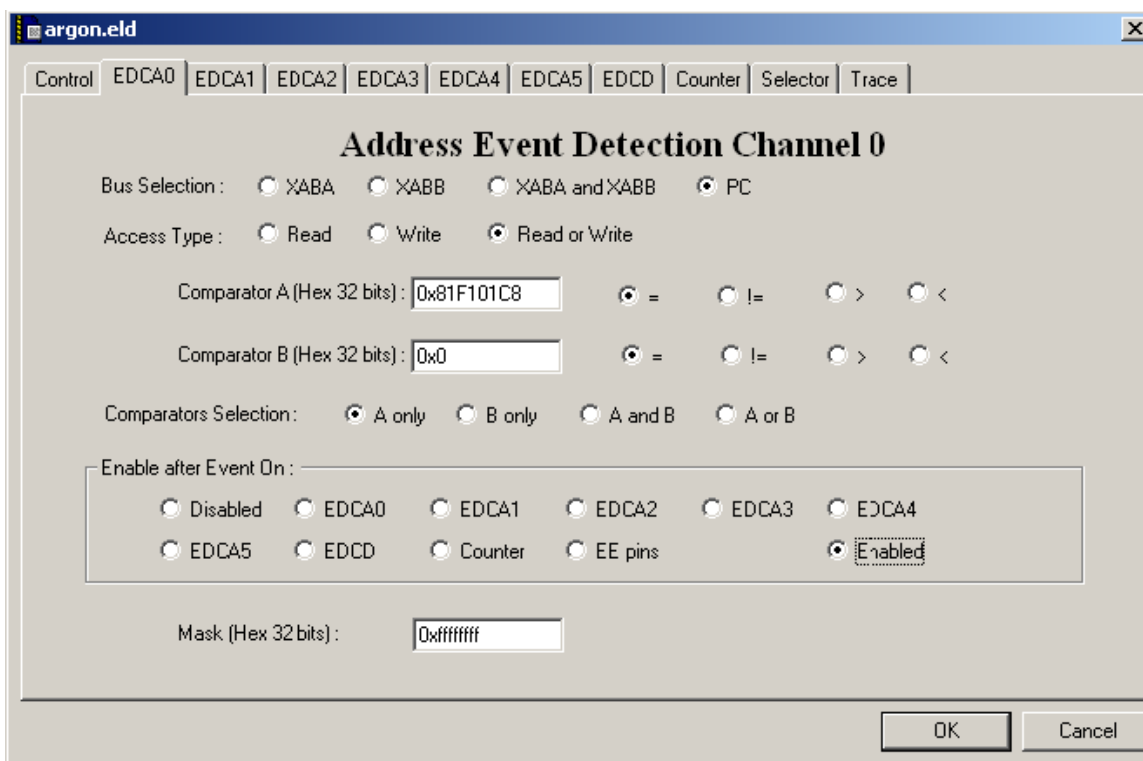 argon.eld
Control EDCA0 EDCA1 EDCA2 EDCA3 EDCA4 EDCA5 EDCD Counter Selector Trace
Address Event Detection Channel 0
Bus Selection : XABA XABB XABA and XABB PC
Access Type : Read Write Read or Write
Comparator A (Hex 32 bits) : 0x81F101C8 = != > <
Comparator B (Hex 32 bits) : 0x0 = != > <
Comparators Selection : A only B only A and B A or B
Enable after Event On :
Disabled EDCA0 EDCA1 EDCA2 EDCA3 EDCA4
EDCA5 EDCD Counter EE pins Enabled
Mask (Hex 32 bits) : 0xffffffff
OK Cancel